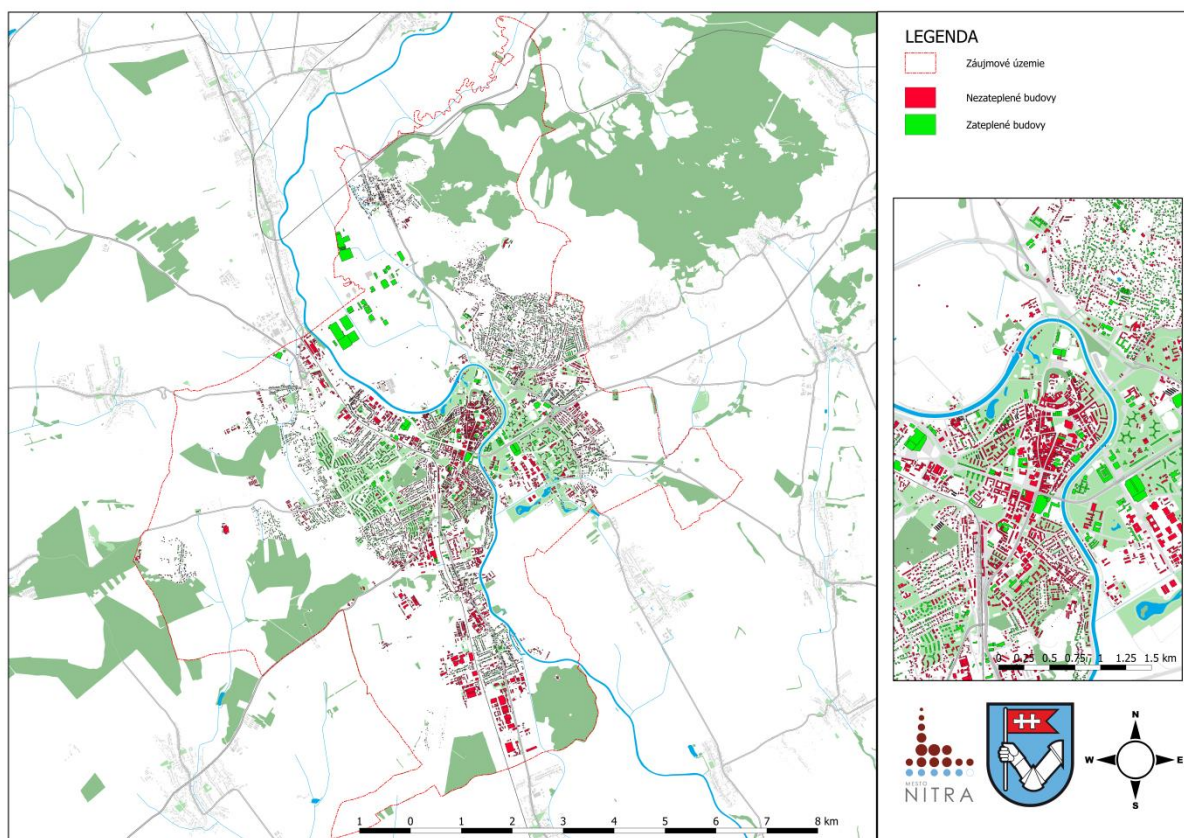 LEGENDA
Záujmové územie
Nezateplené budovy
Zateplené budovy
0 0.25 0.5 0.75 1 1.25 1.5 km
MESTO
NITRA
N
W E
S
1 0 1 2 3 4 5 6 7 8 km